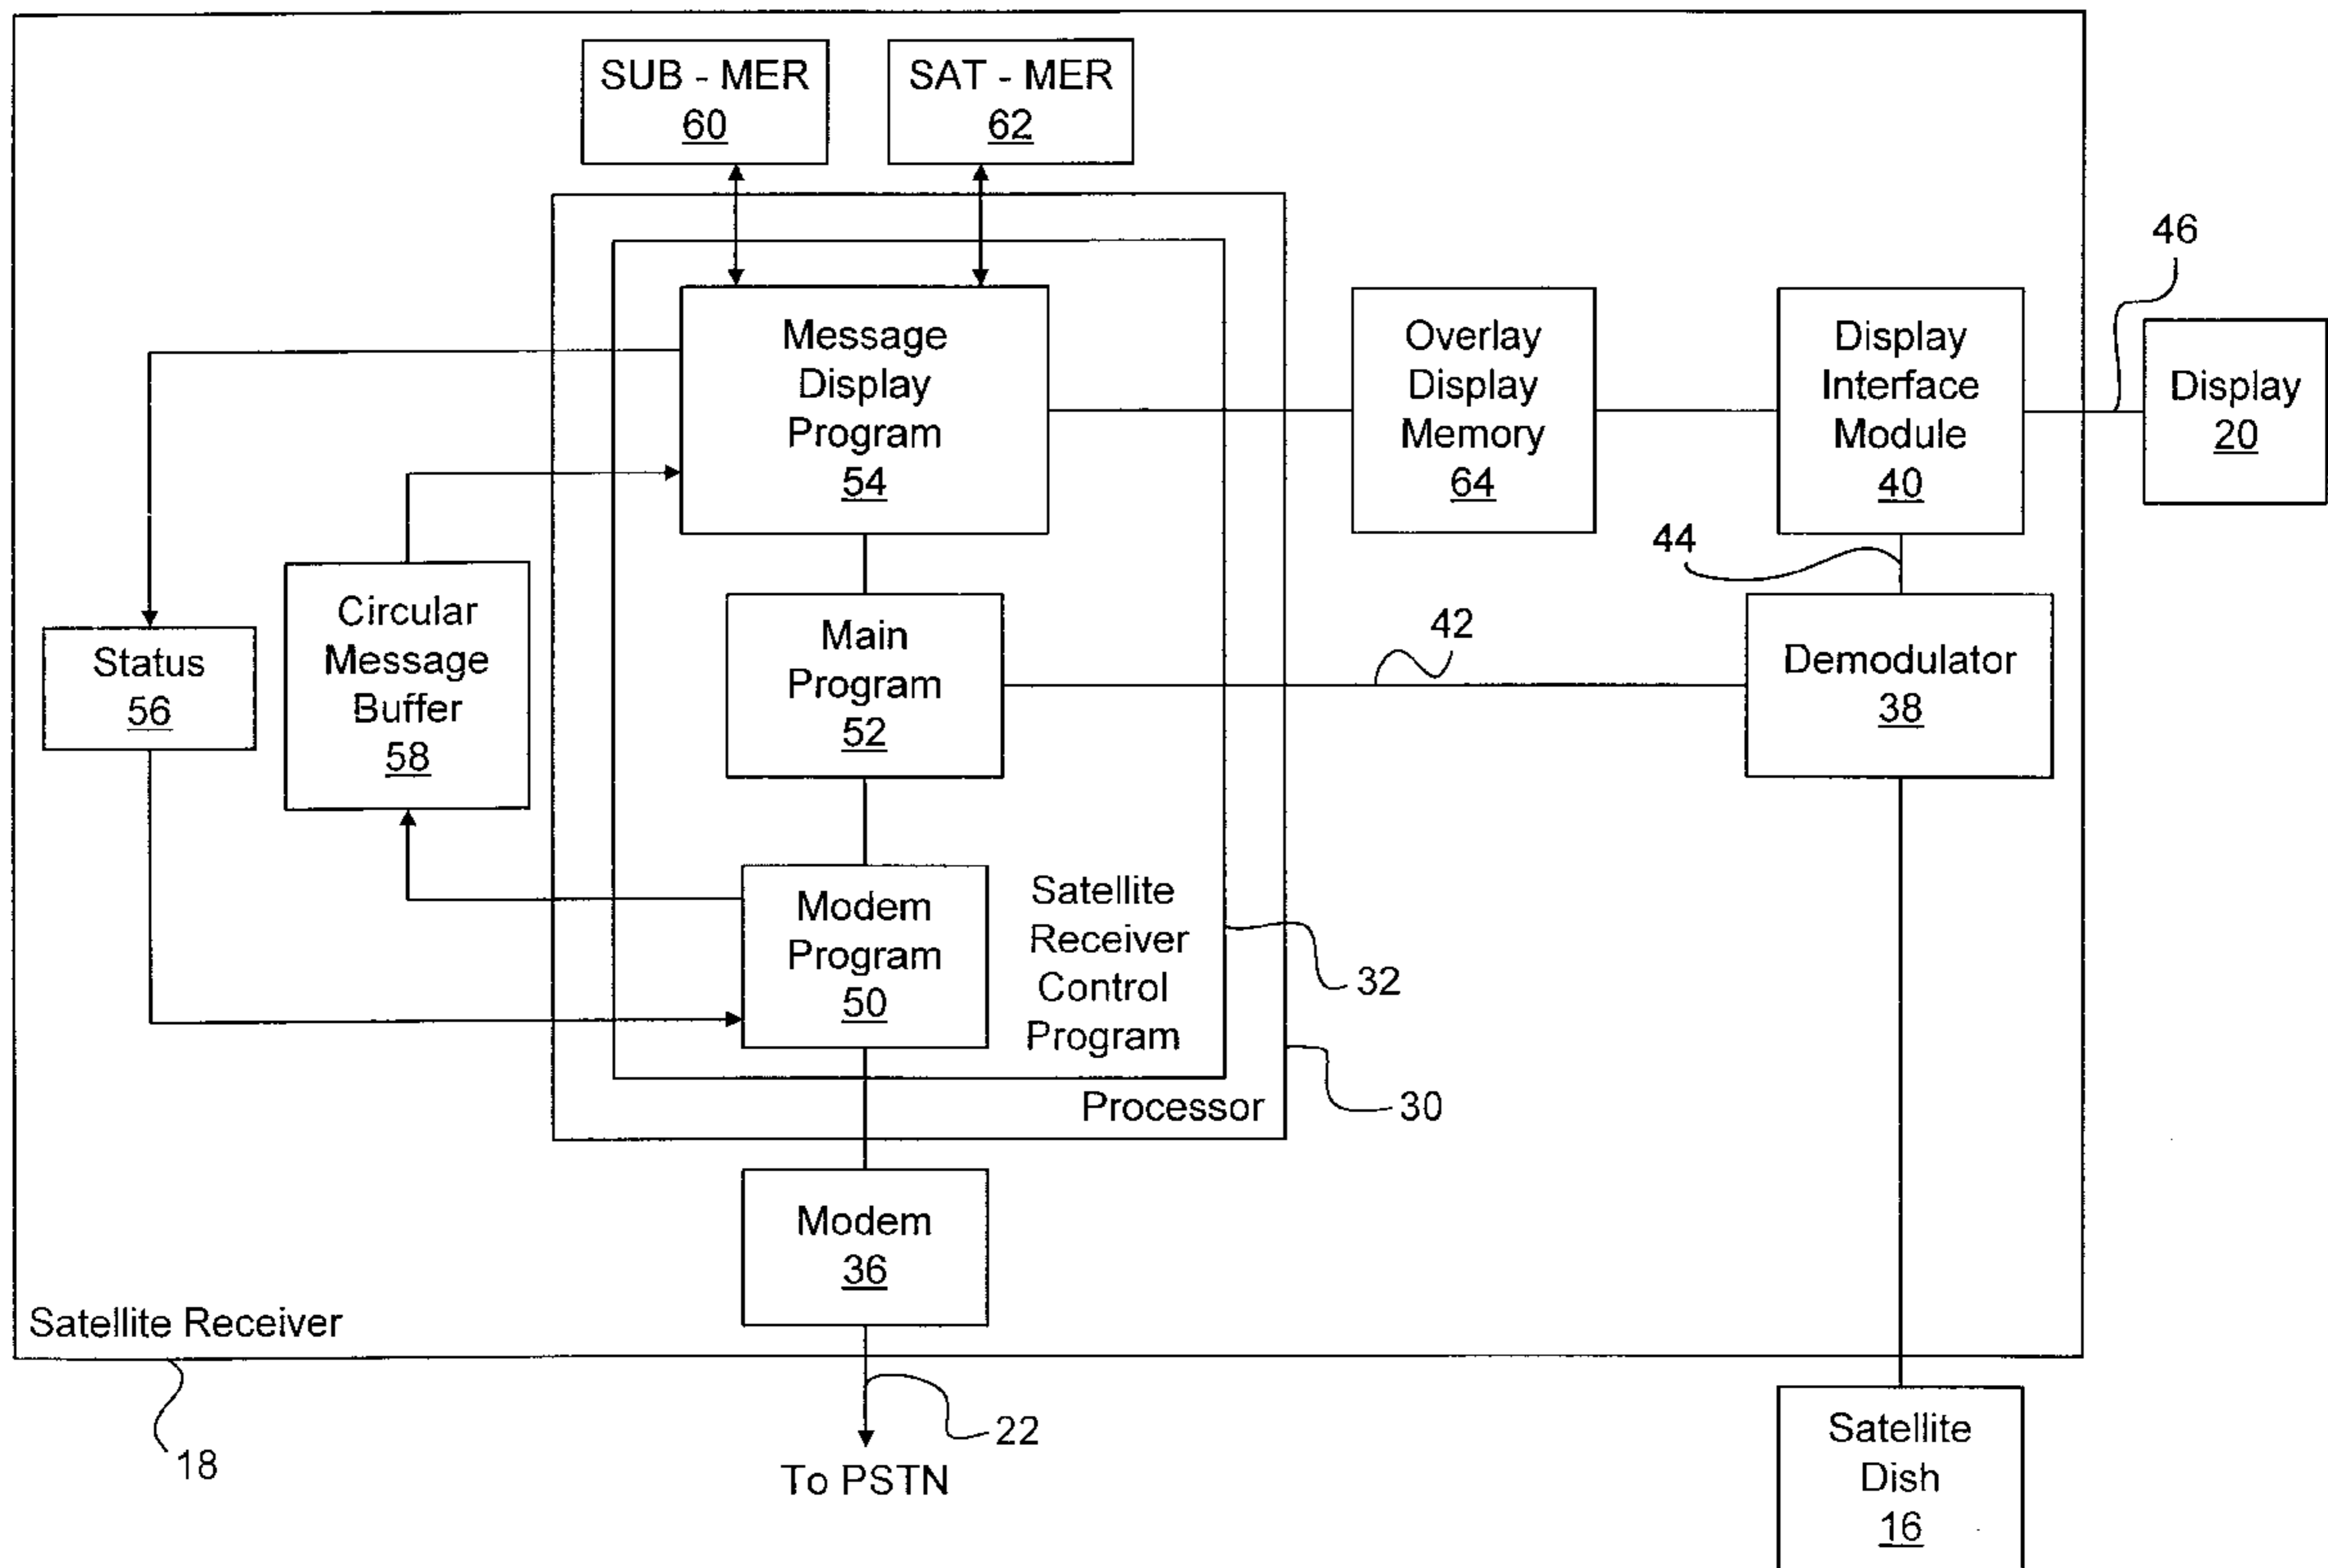 SUB - MER
60
SAT - MER
62
46
Message
Display
Program
54
Overlay
Display
Memory
64
Display
Interface
Module
40
Display
20
44
Circular
Message
Buffer
58
Status
56
Main
Program
52
42
Demodulator
38
Modem
Program
50
Satellite
Receiver
Control
Program
32
Processor
30
Modem
36
Satellite Receiver
18
22
To PSTN
Satellite
Dish
16